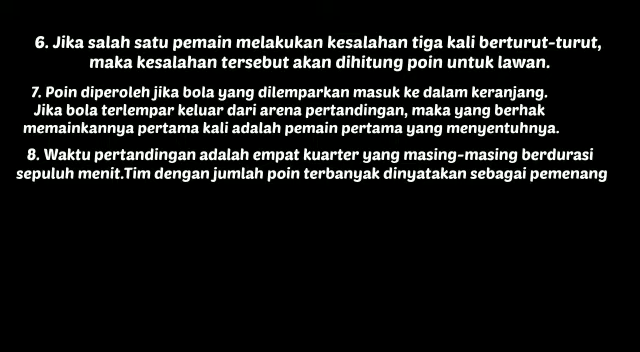 6. Jika salah satu pemain melakukan kesalahan tiga kali berturut-turut,
maka kesalahan tersebut akan dihitung poin untuk lawan.
7. Poin diperoleh jika bola yang dilemparkan masuk ke dalam keranjang.
Jika bola terlempar keluar dari arena pertandingan, maka yang berhak
memainkannya pertama kali adalah pemain pertama yang menyentuhnya.
8. Waktu pertandingan adalah empat kuarter yang masing-masing berdurasi
sepuluh menit.Tim dengan jumlah poin terbanyak dinyatakan sebagai pemenang